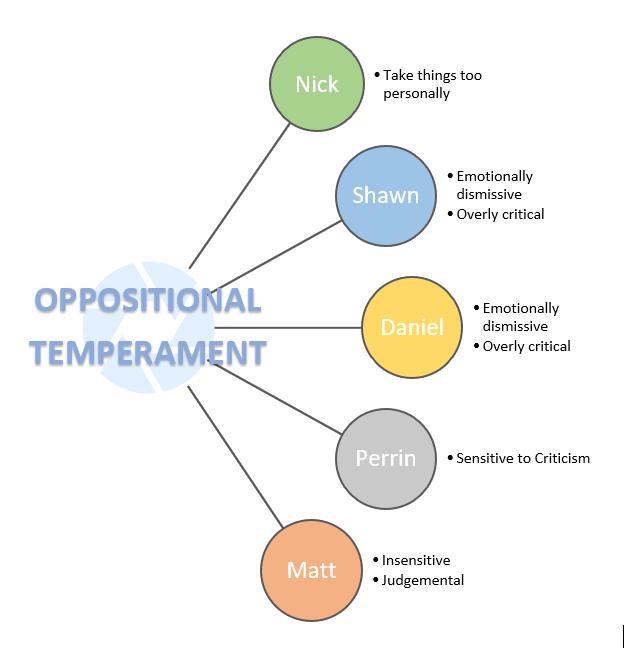 Nick
• Take things too
personally
Shawn
• Emotionally
dismissive
• Overly critical
OPPOSITIONAL
TEMPERAMENT
Daniel
• Emotionally
dismissive
• Overly critical
Perrin
• Sensitive to Criticism
Matt
• Insensitive
• Judgemental